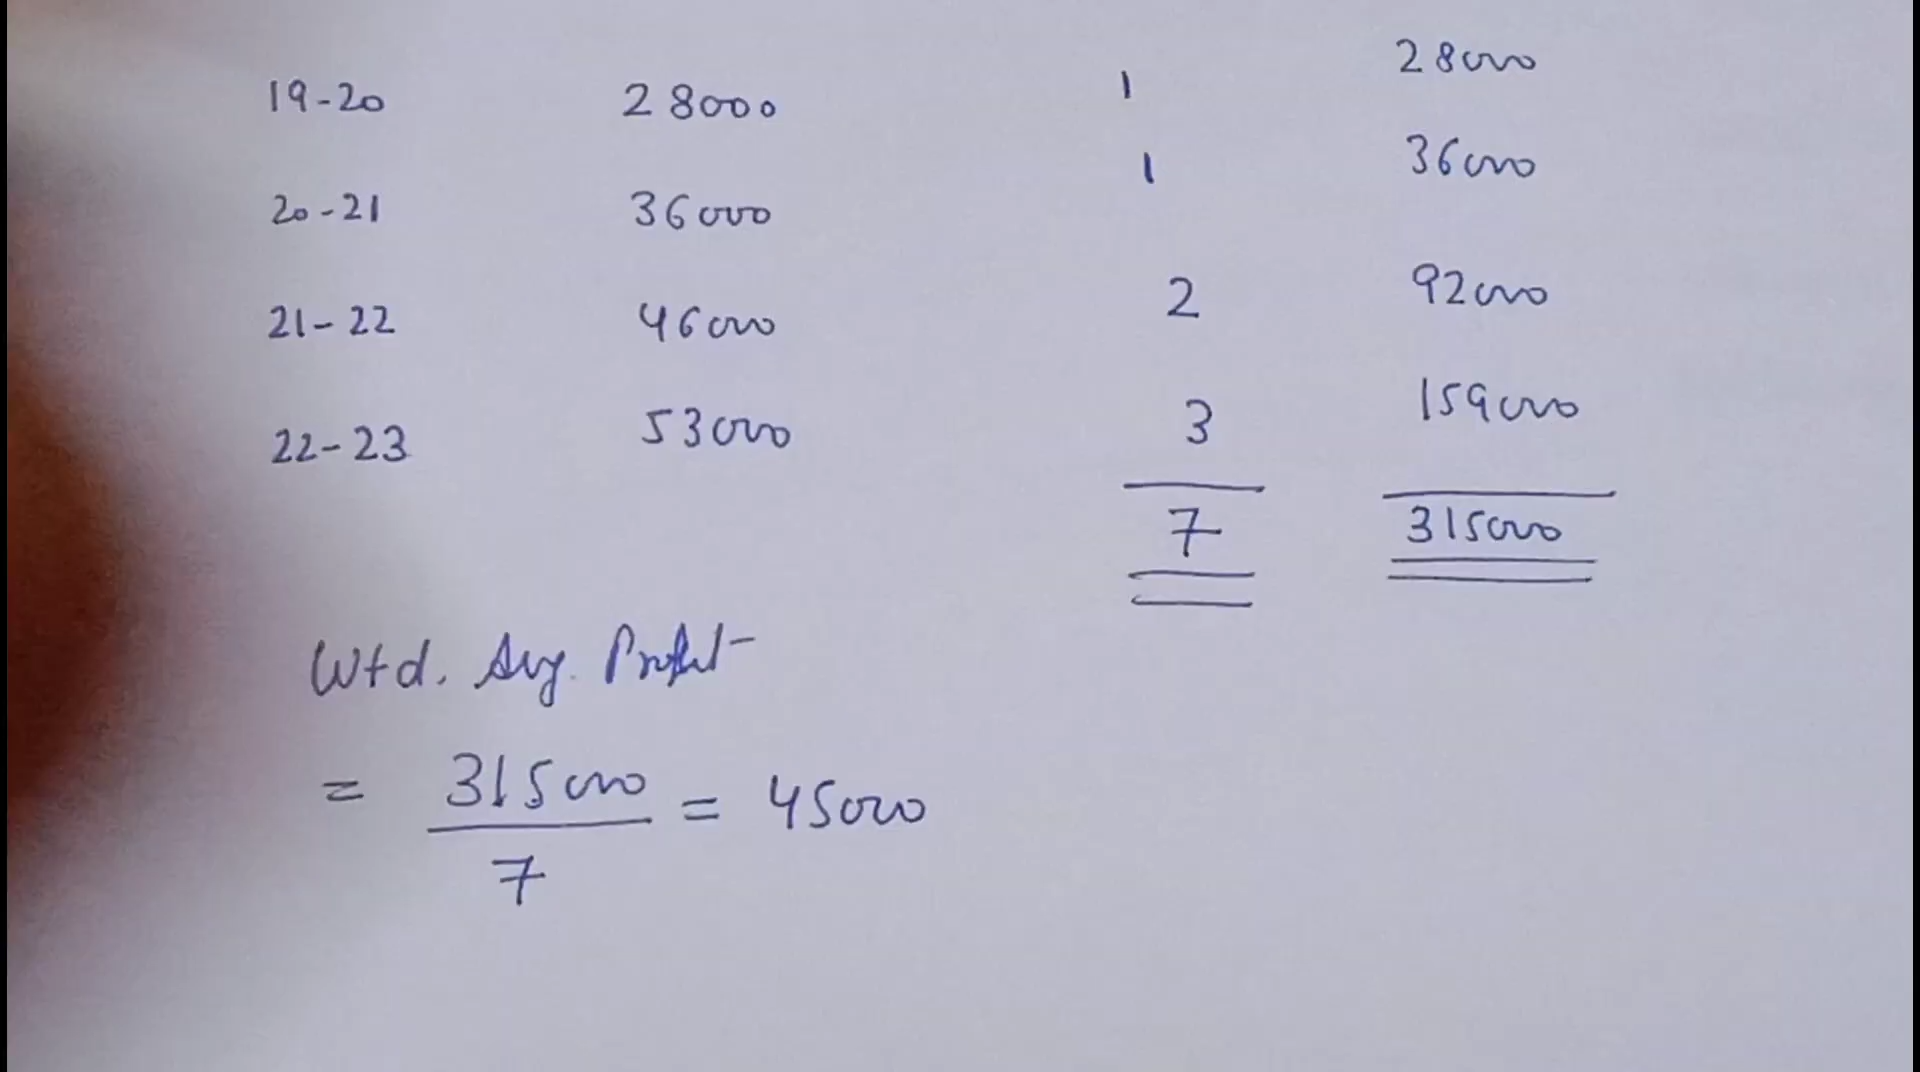 19-20 28000 1 28000
20-21 36000 1 36000
21-22 46000 2 92000
22-23 53000 3 159000
7 315000
Wtd. Avg. Profit
= 315000 / 7 = 45000